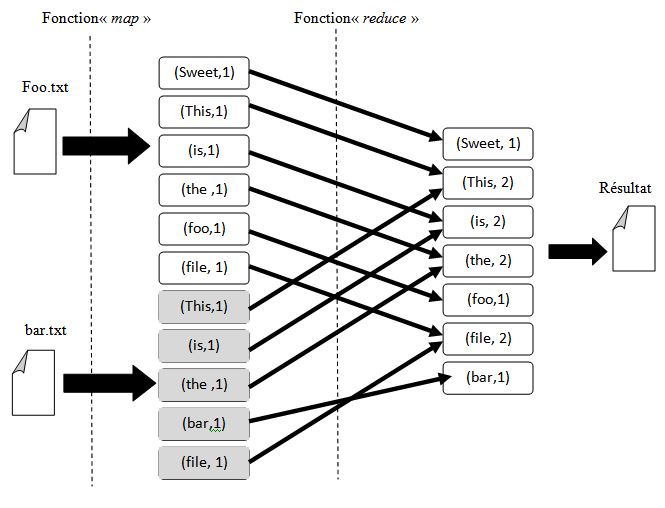 Fonction« map »
Fonction« reduce »
Foo.txt
(Sweet,1)
(This,1)
(is,1)
(the ,1)
(foo,1)
(file, 1)
bar.txt
(This,1)
(is,1)
(the ,1)
(bar,1)
(file, 1)
(Sweet, 1)
(This, 2)
(is, 2)
(the, 2)
(foo,1)
(file, 2)
(bar,1)
Résultat